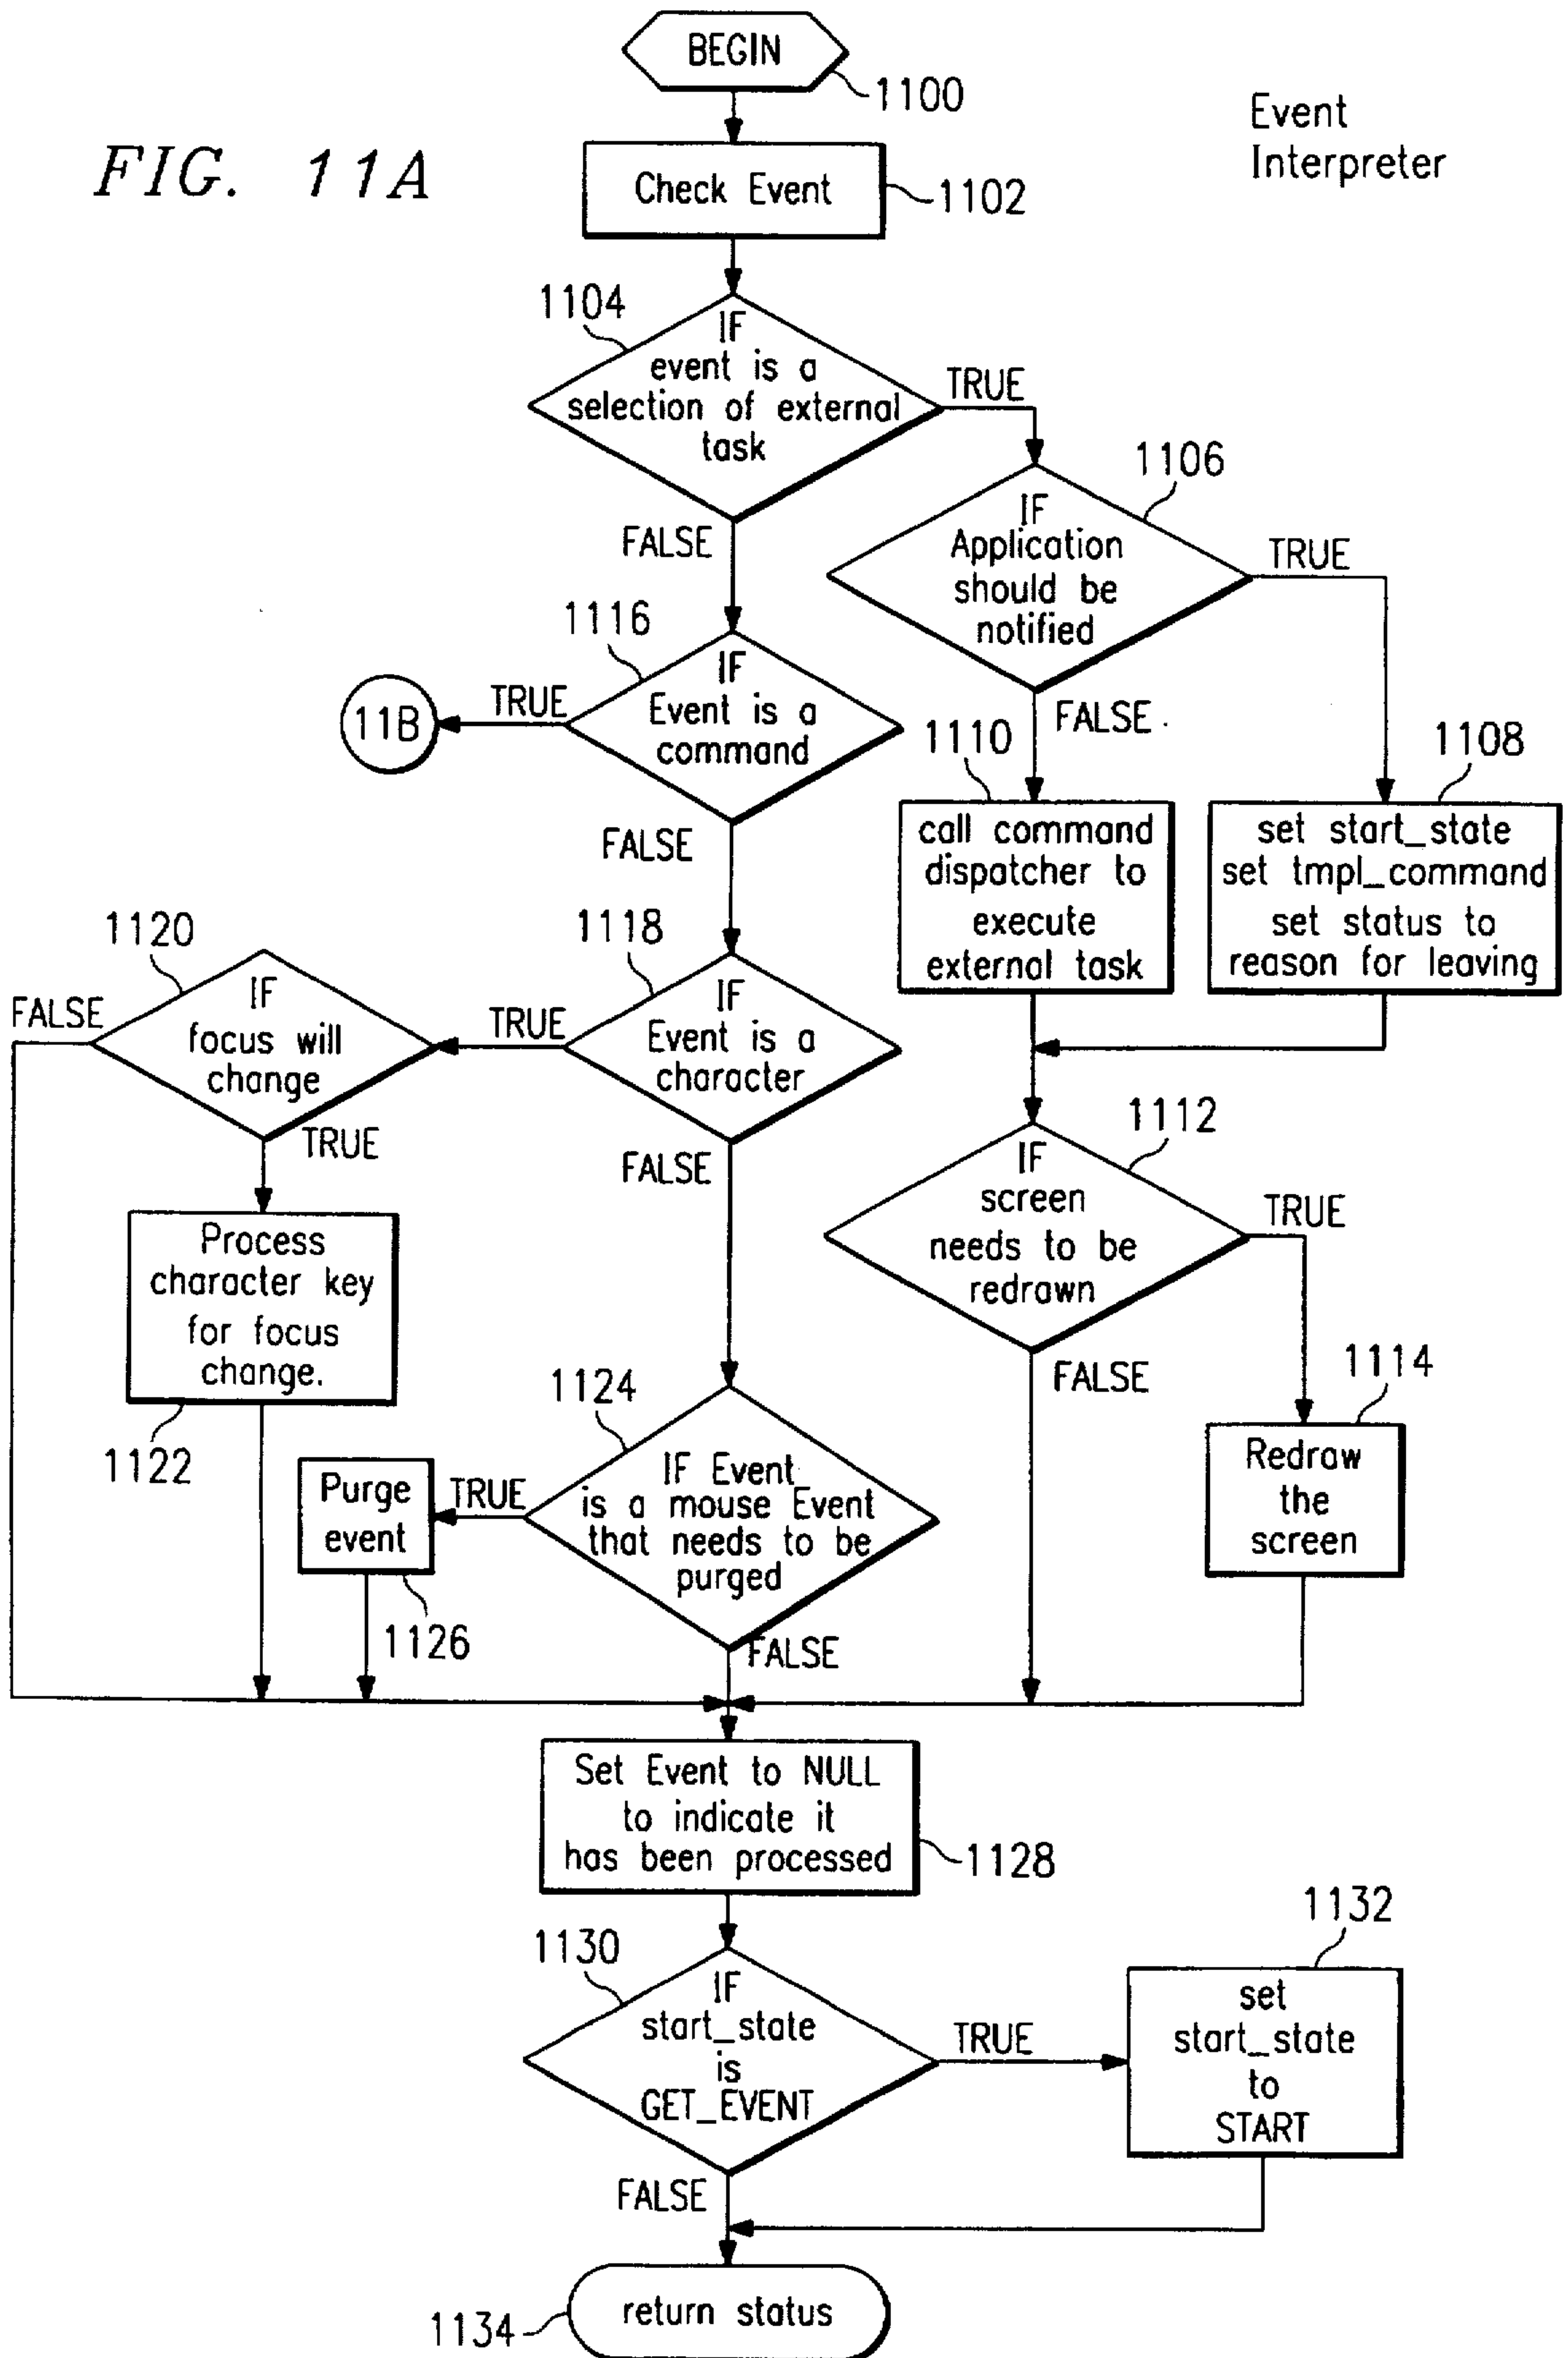 BEGIN
1100
Event
Interpreter
FIG. 11A
Check Event
1102
1104
IF
event is a
selection of external
task
TRUE
FALSE
1106
IF
Application
should be
notified
TRUE
FALSE
1116
IF
Event is a
command
TRUE
11B
FALSE
1110
call command
dispatcher to
execute
external task
1108
set start_state
set tmpl_command
set status to
reason for leaving
1120
IF
focus will
change
FALSE
TRUE
1118
IF
Event is a
character
TRUE
FALSE
1112
IF
screen
needs to be
redrawn
TRUE
FALSE
Process
character key
for focus
change.
1122
1124
IF Event
is a mouse Event
that needs to be
purged
TRUE
FALSE
Purge
event
1126
1114
Redraw
the
screen
Set Event to NULL
to indicate it
has been processed
1128
1130
IF
start_state
is
GET_EVENT
TRUE
FALSE
1132
set
start_state
to
START
return status
1134